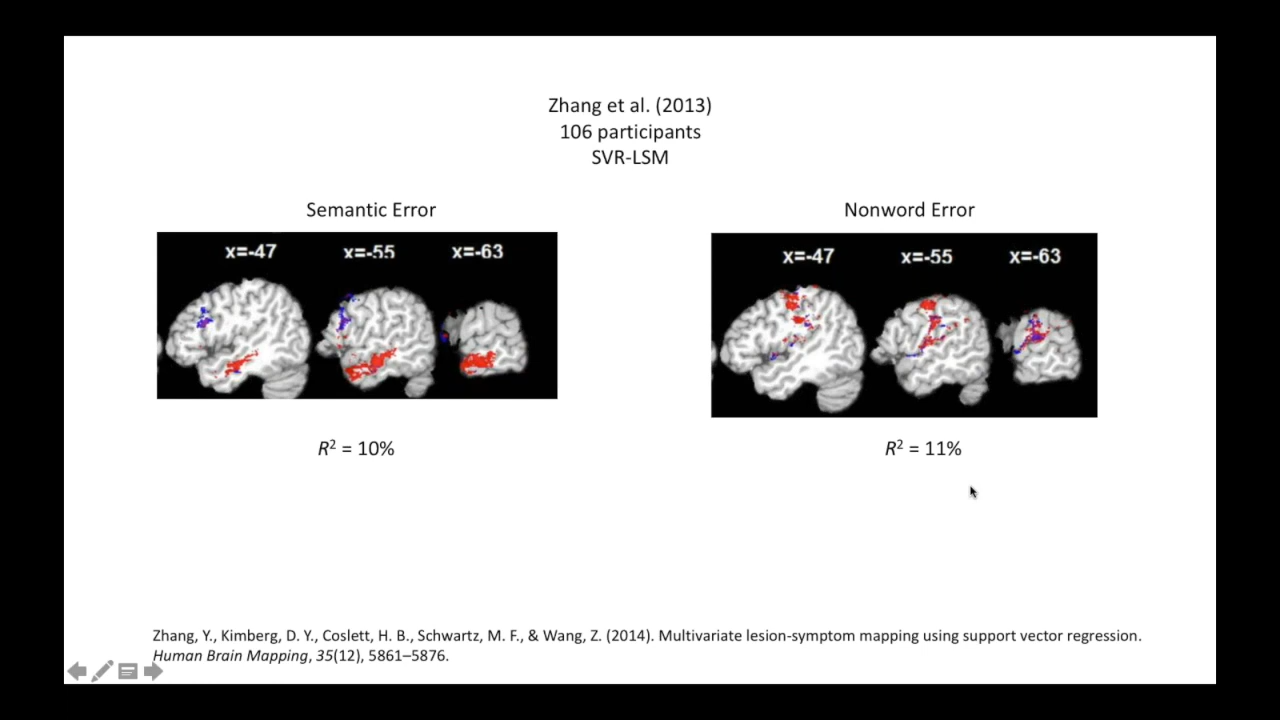 Zhang et al. (2013)
106 participants
SVR-LSM
Semantic Error
x=-47 x=-55 x=-63
R² = 10%
Nonword Error
x=-47 x=-55 x=-63
R² = 11%
Zhang, Y., Kimberg, D. Y., Coslett, H. B., Schwartz, M. F., & Wang, Z. (2014). Multivariate lesion-symptom mapping using support vector regression.
Human Brain Mapping, 35(12), 5861–5876.